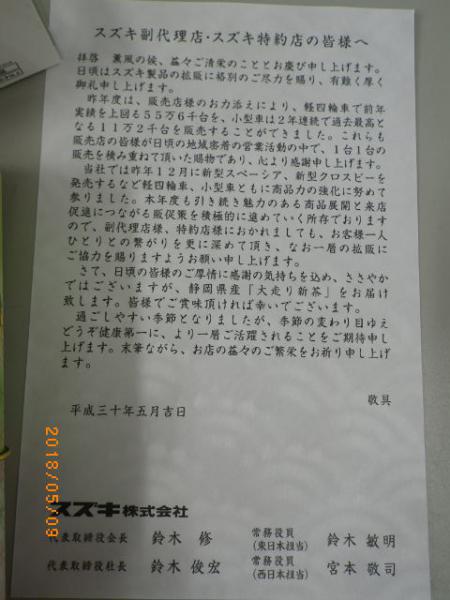 スズキ副代理店・スズキ特約店の皆様へ
拝啓　薫風の候、益々ご清栄のこととお慶び申し上げます。
日頃はスズキ製品の拡販に格別のご尽力を賜り、有難く厚く
御礼申し上げます。
　昨年度は、販売店様のお力添えにより、軽四輪車で前年
実績を上回る５５万６千台を、小型車は２年連続で過去最高と
なる１１万２千台を販売することができました。これらも
販売店の皆様が日頃の地域密着の営業活動の中で、１台１台の
販売を積み重ねて頂いた賜物であり、心より感謝申し上げます。
　当社では昨年１２月に新型スペーシア、新型クロスビーを
発売するなど軽四輪車、小型車ともに商品力の強化に努めて
参りました。本年度も引き続き魅力のある商品展開と来店
促進につながる販促策を積極的に進めていく所存でおります
ので、副代理店様、特約店様におかれましても、お客様一人
ひとりとの繋がりを更に深めて頂き、なお一層の拡販に
ご協力を賜りますようお願い申し上げます。
　さて、日頃の皆様のご厚情に感謝の気持ちを込め、ささやか
ではございますが、静岡県産「大走り新茶」をお届け
致します。皆様でご賞味頂ければ幸いでございます。
　過ごしやすい季節となりましたが、季節の変わり目ゆえ
どうぞ健康第一に、より一層ご活躍されることをご期待申し
上げます。末筆ながら、お店の益々のご繁栄をお祈り申し上げ
ます。
敬具
平成三十年五月吉日
スズキ株式会社
代表取締役会長　鈴木　修　常務役員（東日本担当）　鈴木　敏明
代表取締役社長　鈴木　俊宏　常務役員（西日本担当）　宮本　敬司
2018/05/09